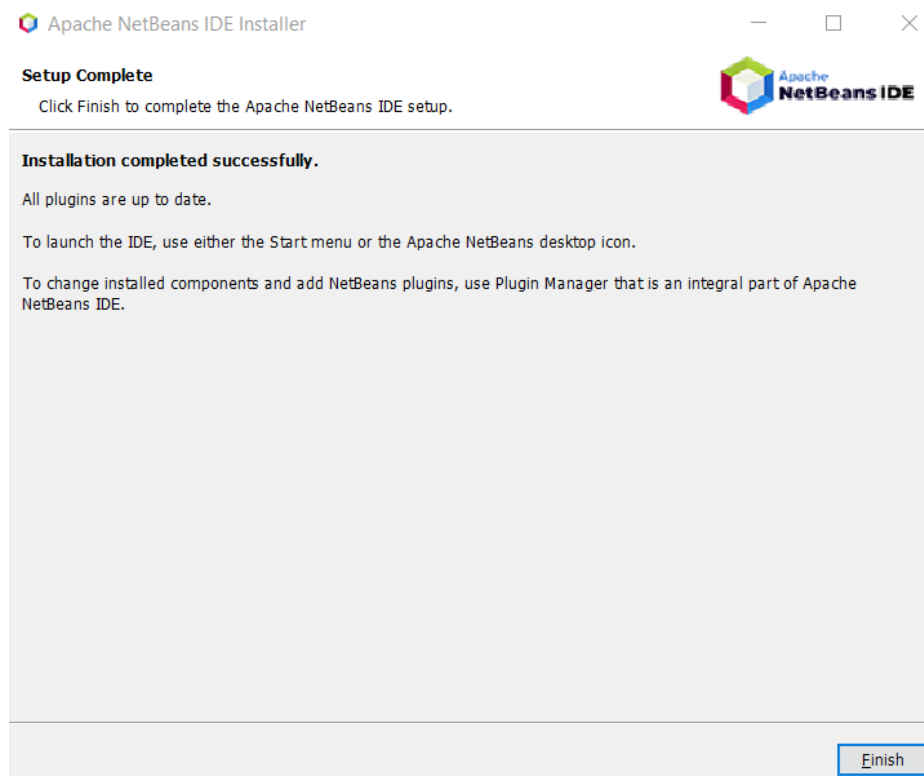 Apache NetBeans IDE Installer
Setup Complete
Click Finish to complete the Apache NetBeans IDE setup.
Apache
NetBeans IDE
Installation completed successfully.
All plugins are up to date.
To launch the IDE, use either the Start menu or the Apache NetBeans desktop icon.
To change installed components and add NetBeans plugins, use Plugin Manager that is an integral part of Apache
NetBeans IDE.
Finish